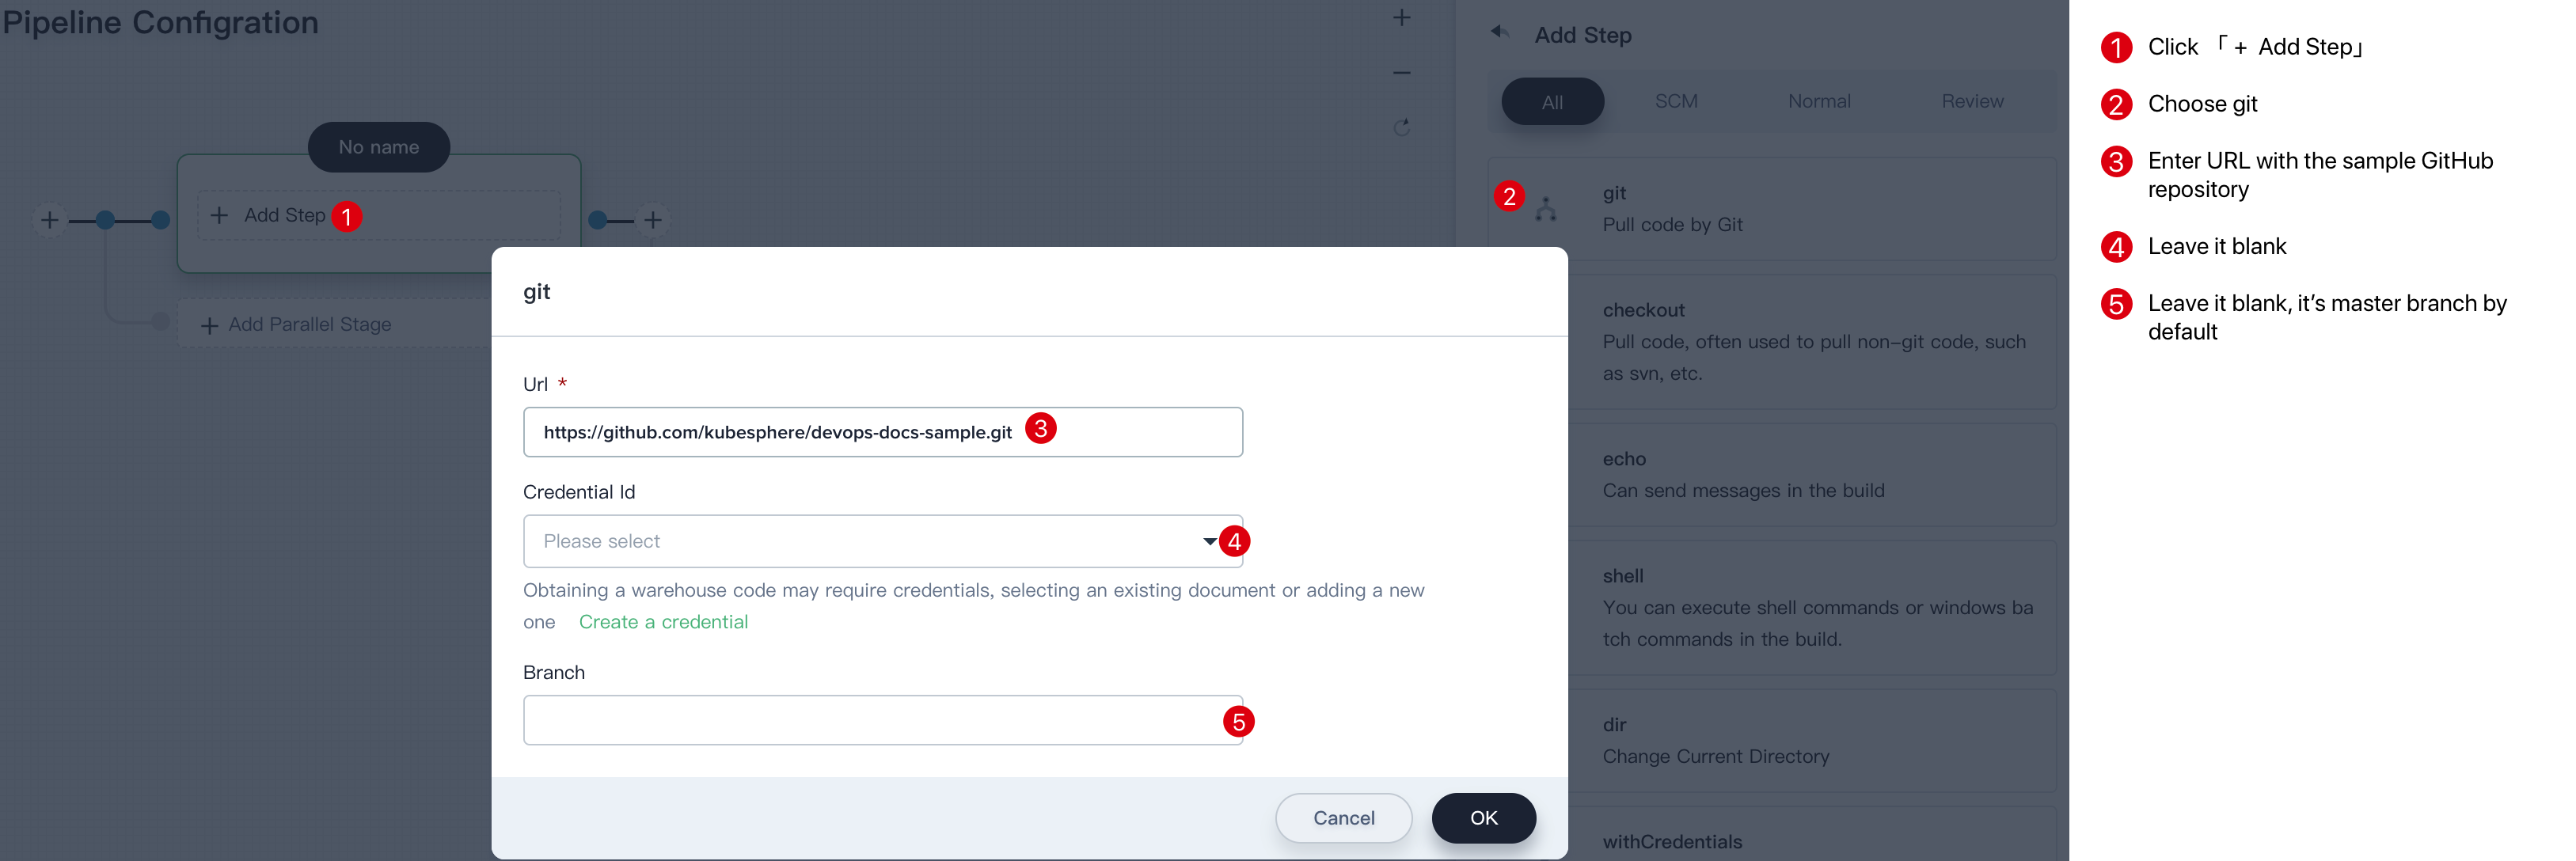 Pipeline Configration
No name
+ Add Step 1
+ Add Parallel Stage
Add Step
All
SCM
Normal
Review
2
git
Pull code by Git
checkout
Pull code, often used to pull non-git code, such
as svn, etc.
echo
Can send messages in the build
shell
You can execute shell commands or windows ba
tch commands in the build.
dir
Change Current Directory
withCredentials
git
Url *
https://github.com/kubesphere/devops-docs-sample.git 3
Credential Id
Please select 4
Obtaining a warehouse code may require credentials, selecting an existing document or adding a new
one Create a credential
Branch
5
Cancel
OK
1 Click 「 + Add Step」
2 Choose git
3 Enter URL with the sample GitHub
repository
4 Leave it blank
5 Leave it blank, it's master branch by
default